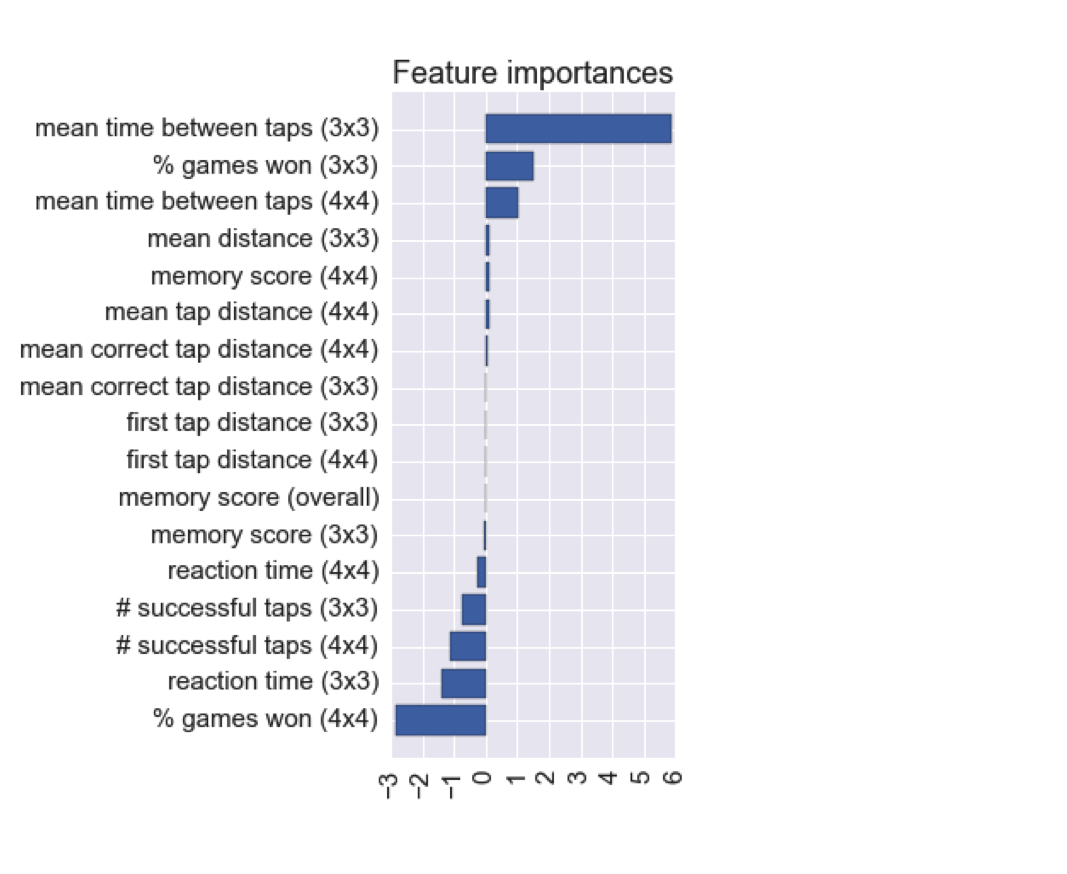 Feature importances
mean time between taps (3x3)
% games won (3x3)
mean time between taps (4x4)
mean distance (3x3)
memory score (4x4)
mean tap distance (4x4)
mean correct tap distance (4x4)
mean correct tap distance (3x3)
first tap distance (3x3)
first tap distance (4x4)
memory score (overall)
memory score (3x3)
reaction time (4x4)
# successful taps (3x3)
# successful taps (4x4)
reaction time (3x3)
% games won (4x4)
−3 −2 −1 0 1 2 3 4 5 6